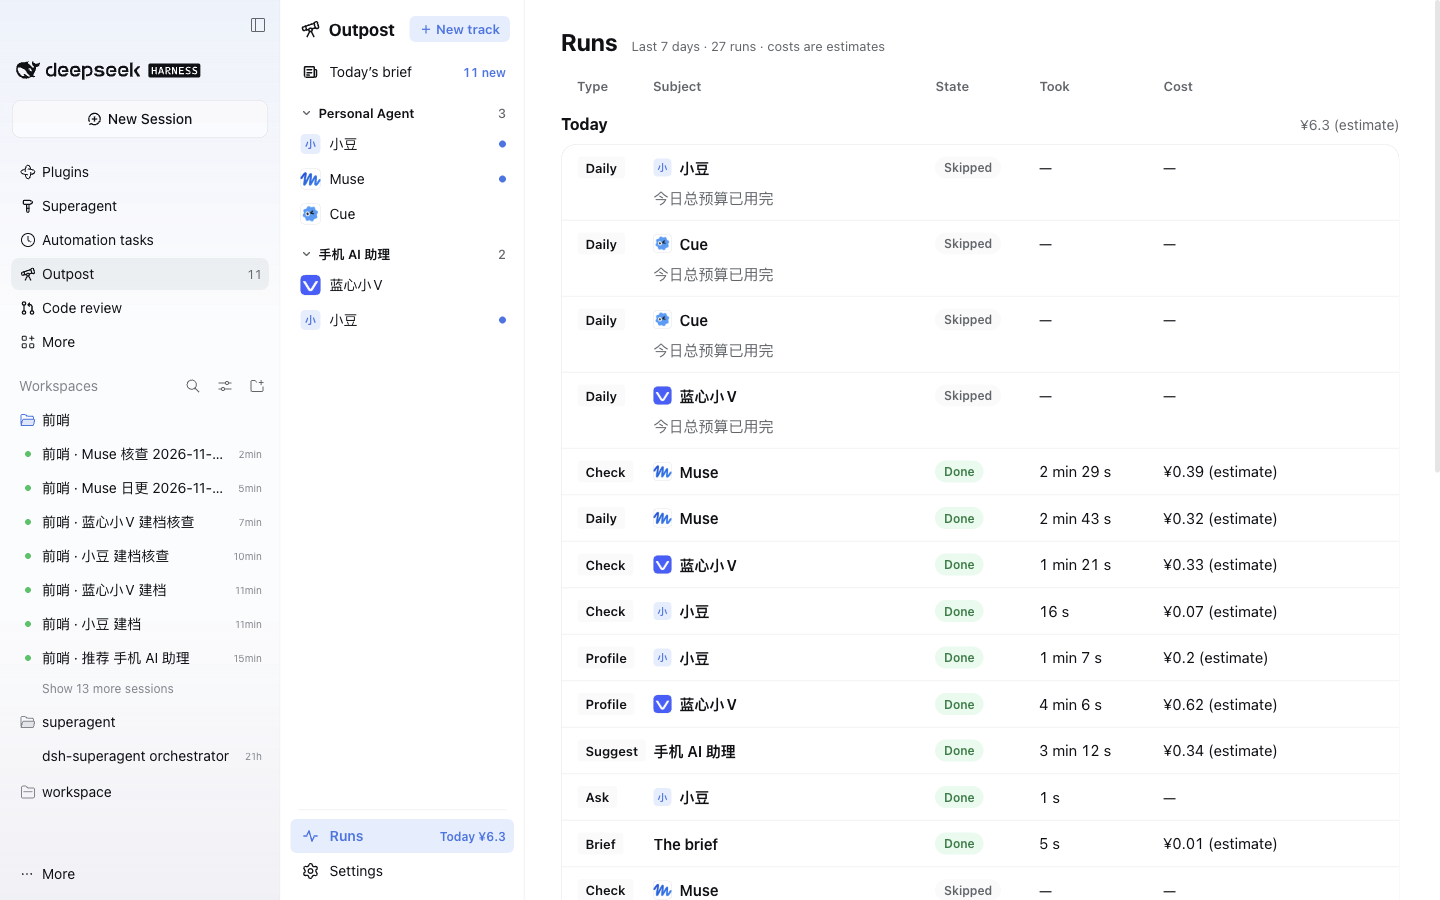 deepseek HARNESS
New Session
Plugins
Superagent
Automation tasks
Outpost 11
Code review
More
Workspaces
前哨
前哨 · Muse 核查 2026-11-... 2min
前哨 · Muse 日更 2026-11-... 5min
前哨 · 蓝心小V 建档核查 7min
前哨 · 小豆 建档核查 10min
前哨 · 蓝心小V 建档 11min
前哨 · 小豆 建档 11min
前哨 · 推荐 手机 AI 助理 15min
Show 13 more sessions
superagent
dsh-superagent orchestrator 21h
workspace
More
Outpost
+ New track
Today's brief 11 new
Personal Agent 3
小 小豆
Muse
Cue
手机 AI 助理 2
蓝心小V
小 小豆
Runs Today ¥6.3
Settings
Runs Last 7 days · 27 runs · costs are estimates
Type Subject State Took Cost
Today ¥6.3 (estimate)
Daily 小 小豆 Skipped — —
今日总预算已用完
Daily Cue Skipped — —
今日总预算已用完
Daily Cue Skipped — —
今日总预算已用完
Daily 蓝心小V Skipped — —
今日总预算已用完
Check Muse Done 2 min 29 s ¥0.39 (estimate)
Daily Muse Done 2 min 43 s ¥0.32 (estimate)
Check 蓝心小V Done 1 min 21 s ¥0.33 (estimate)
Check 小 小豆 Done 16 s ¥0.07 (estimate)
Profile 小 小豆 Done 1 min 7 s ¥0.2 (estimate)
Profile 蓝心小V Done 4 min 6 s ¥0.62 (estimate)
Suggest 手机 AI 助理 Done 3 min 12 s ¥0.34 (estimate)
Ask 小 小豆 Done 1 s —
Brief The brief Done 5 s ¥0.01 (estimate)
Check Muse Skipped — —